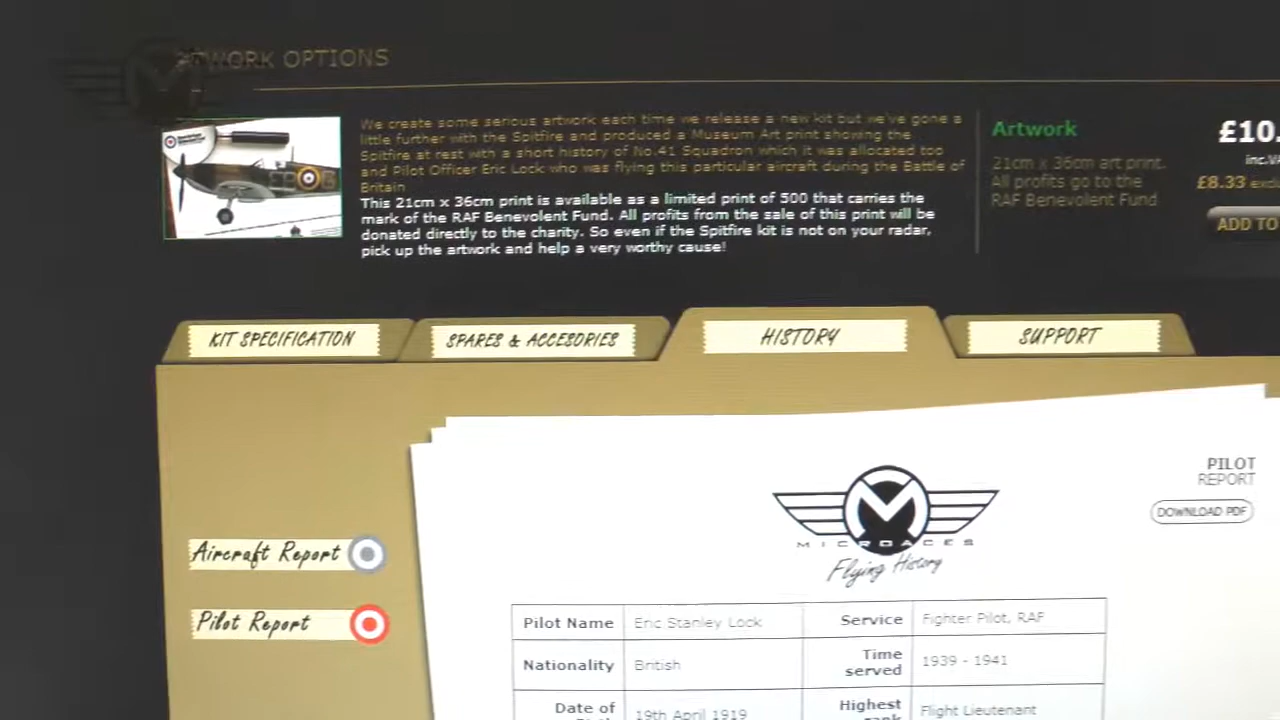 ARTWORK OPTIONS
We create some serious artwork each time we release a new kit but we've gone a
little further with the Spitfire and produced a Museum Art print showing the
Spitfire at rest with a short history of No.41 Squadron which it was allocated too
and Pilot Officer Eric Lock who was flying this particular aircraft during the Battle of
Britain
This 21cm x 36cm print is available as a limited print of 500 that carries the
mark of the RAF Benevolent Fund. All profits from the sale of this print will be
donated directly to the charity. So even if the Spitfire kit is not on your radar,
pick up the artwork and help a very worthy cause!
Artwork
21cm x 36cm art print.
All profits go to the
RAF Benevolent Fund
£10.
inc.
£8.33
ADD TO
KIT SPECIFICATION
SPARES & ACCESORIES
HISTORY
SUPPORT
Aircraft Report
Pilot Report
PILOT
REPORT
DOWNLOAD PDF
MICROACES
Flying History
Pilot Name Eric Stanley Lock Service Fighter Pilot, RAF
Nationality British Time served 1939 - 1941
Date of 19th April 1919 Highest rank Flight Lieutenant